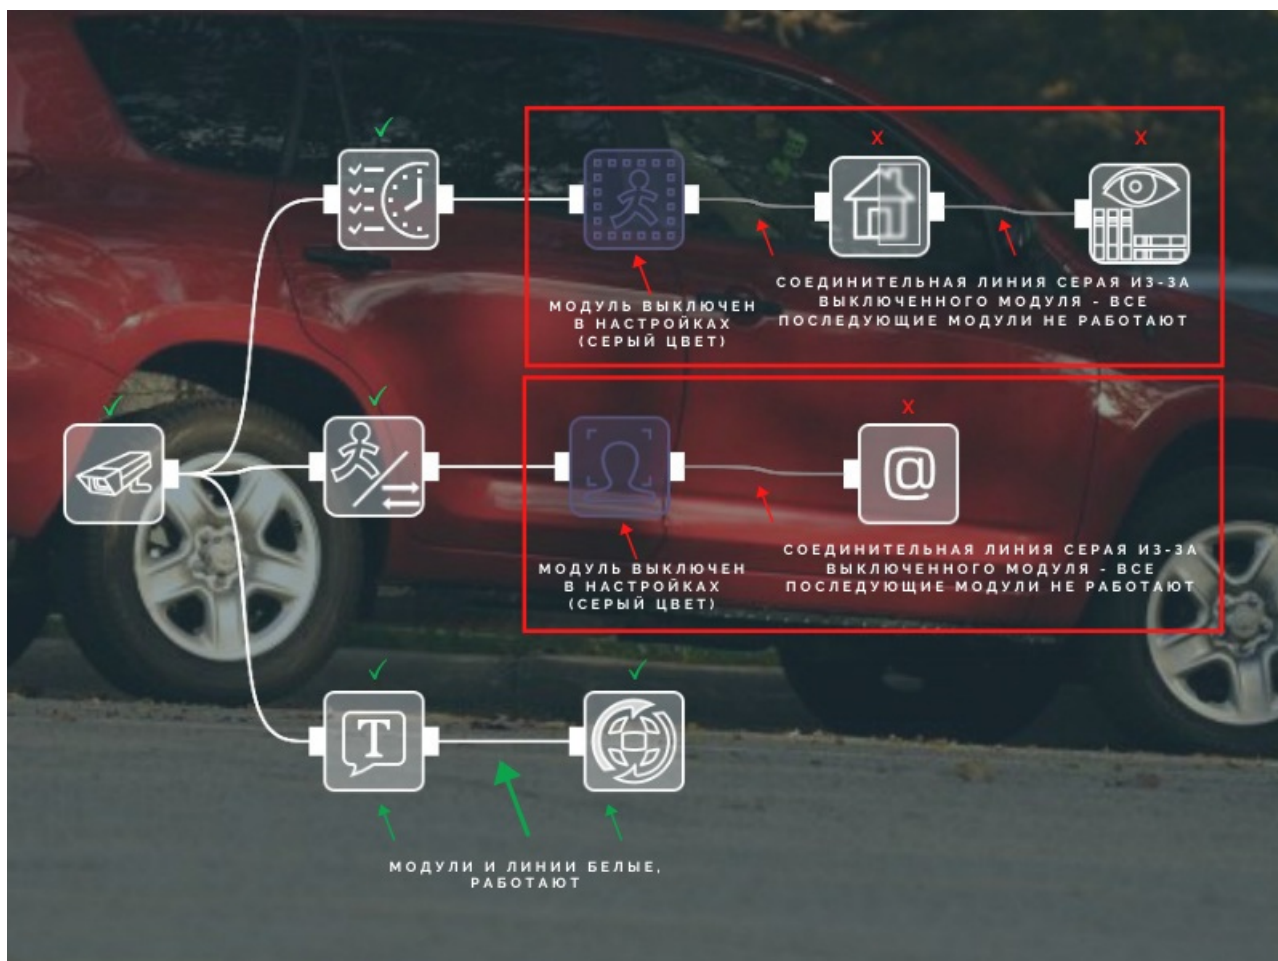 МОДУЛЬ ВЫКЛЮЧЕН
В НАСТРОЙКАХ
(СЕРЫЙ ЦВЕТ)
СОЕДИНИТЕЛЬНАЯ ЛИНИЯ СЕРАЯ ИЗ-ЗА
ВЫКЛЮЧЕННОГО МОДУЛЯ - ВСЕ
ПОСЛЕДУЮЩИЕ МОДУЛИ НЕ РАБОТАЮТ
@
МОДУЛЬ ВЫКЛЮЧЕН
В НАСТРОЙКАХ
(СЕРЫЙ ЦВЕТ)
СОЕДИНИТЕЛЬНАЯ ЛИНИЯ СЕРАЯ ИЗ-ЗА
ВЫКЛЮЧЕННОГО МОДУЛЯ - ВСЕ
ПОСЛЕДУЮЩИЕ МОДУЛИ НЕ РАБОТАЮТ
T
МОДУЛИ И ЛИНИИ БЕЛЫЕ,
РАБОТАЮТ